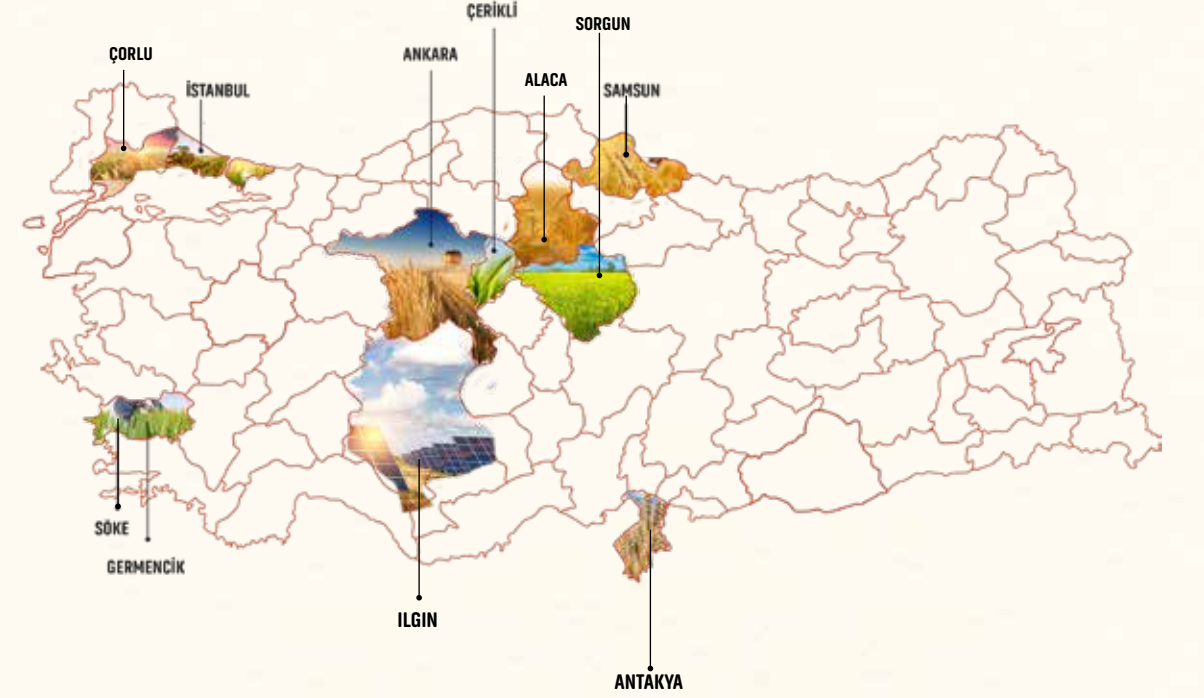 ÇERİKLİ
SORGUN
ÇORLU
ANKARA
ALACA
İSTANBUL
SAMSUN
SÖKE
GERMENCİK
ILGIN
ANTAKYA